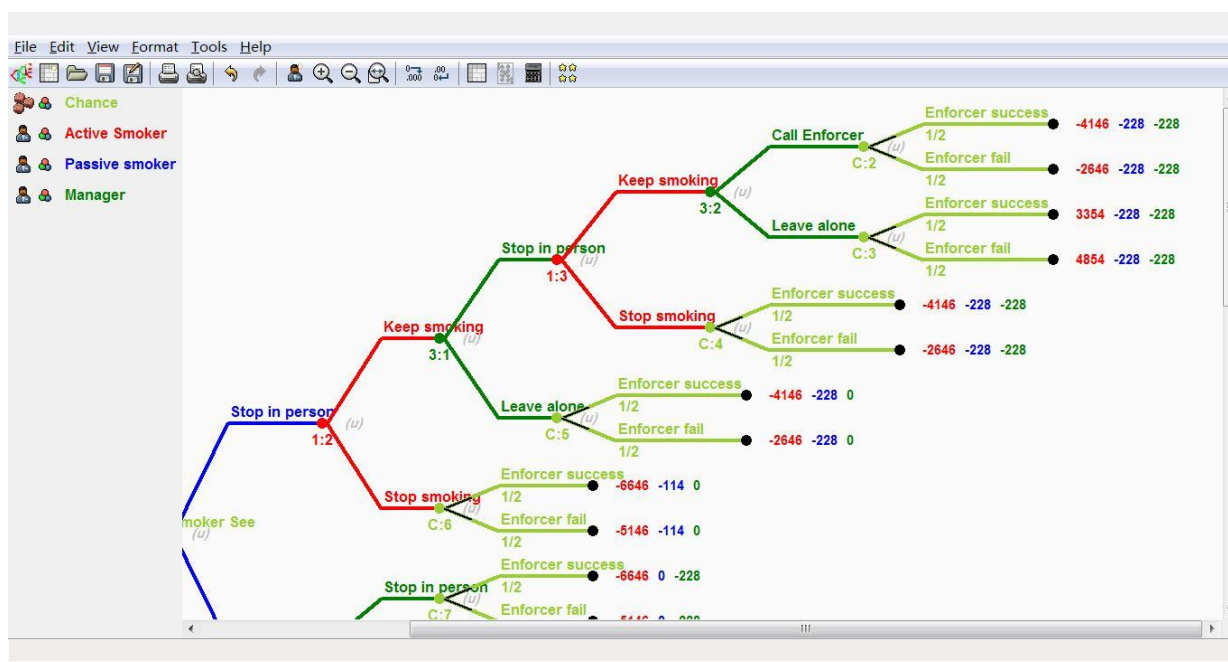 File Edit View Format Tools Help
Chance
Active Smoker
Passive smoker
Manager
Enforcer success
1/2
-4146 -228 -228
Call Enforcer
(u)
C:2
Enforcer fail
1/2
-2646 -228 -228
Keep smoking
(u)
3:2
Enforcer success
1/2
3354 -228 -228
Leave alone
(u)
C:3
Enforcer fail
1/2
4854 -228 -228
Stop in person
(u)
1:3
Enforcer success
1/2
-4146 -228 -228
Stop smoking
(u)
C:4
Enforcer fail
1/2
-2646 -228 -228
Keep smoking
(u)
3:1
Enforcer success
1/2
-4146 -228 0
Leave alone
(u)
C:5
Enforcer fail
1/2
-2646 -228 0
Stop in person
(u)
1:2
Enforcer success
1/2
-6646 -114 0
Stop smoking
(u)
C:6
Enforcer fail
1/2
-5146 -114 0
moker See
(u)
Enforcer success
1/2
-6646 0 -228
Stop in person
(u)
C:7
Enforcer fail